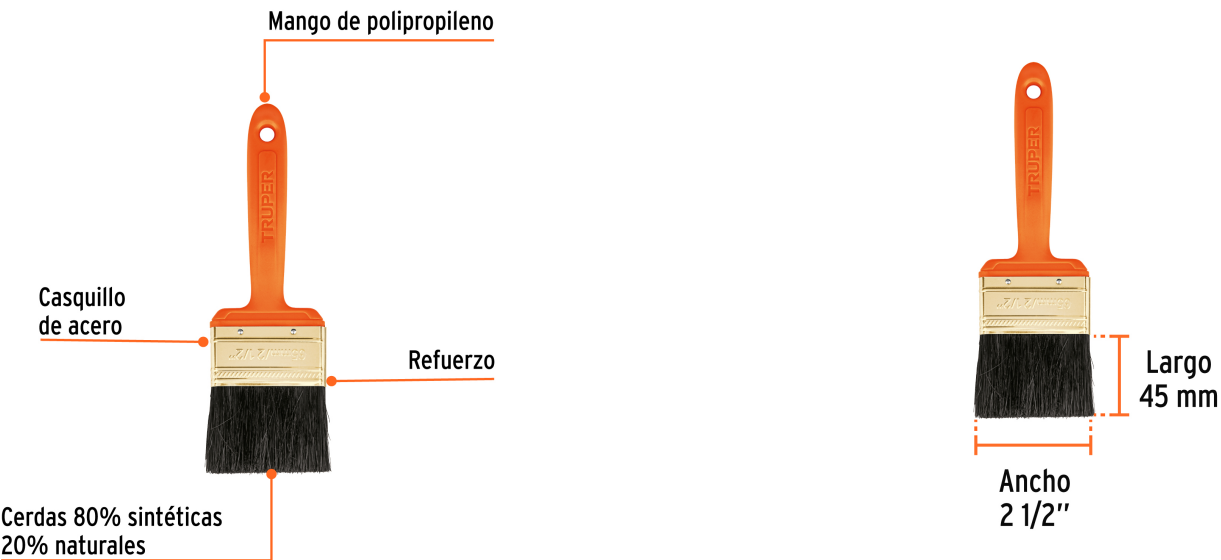 Mango de polipropileno
TRUPER
Casquillo
de acero
Refuerzo
Cerdas 80% sintéticas
20% naturales
TRUPER
Largo
45 mm
Ancho
2 1/2’’